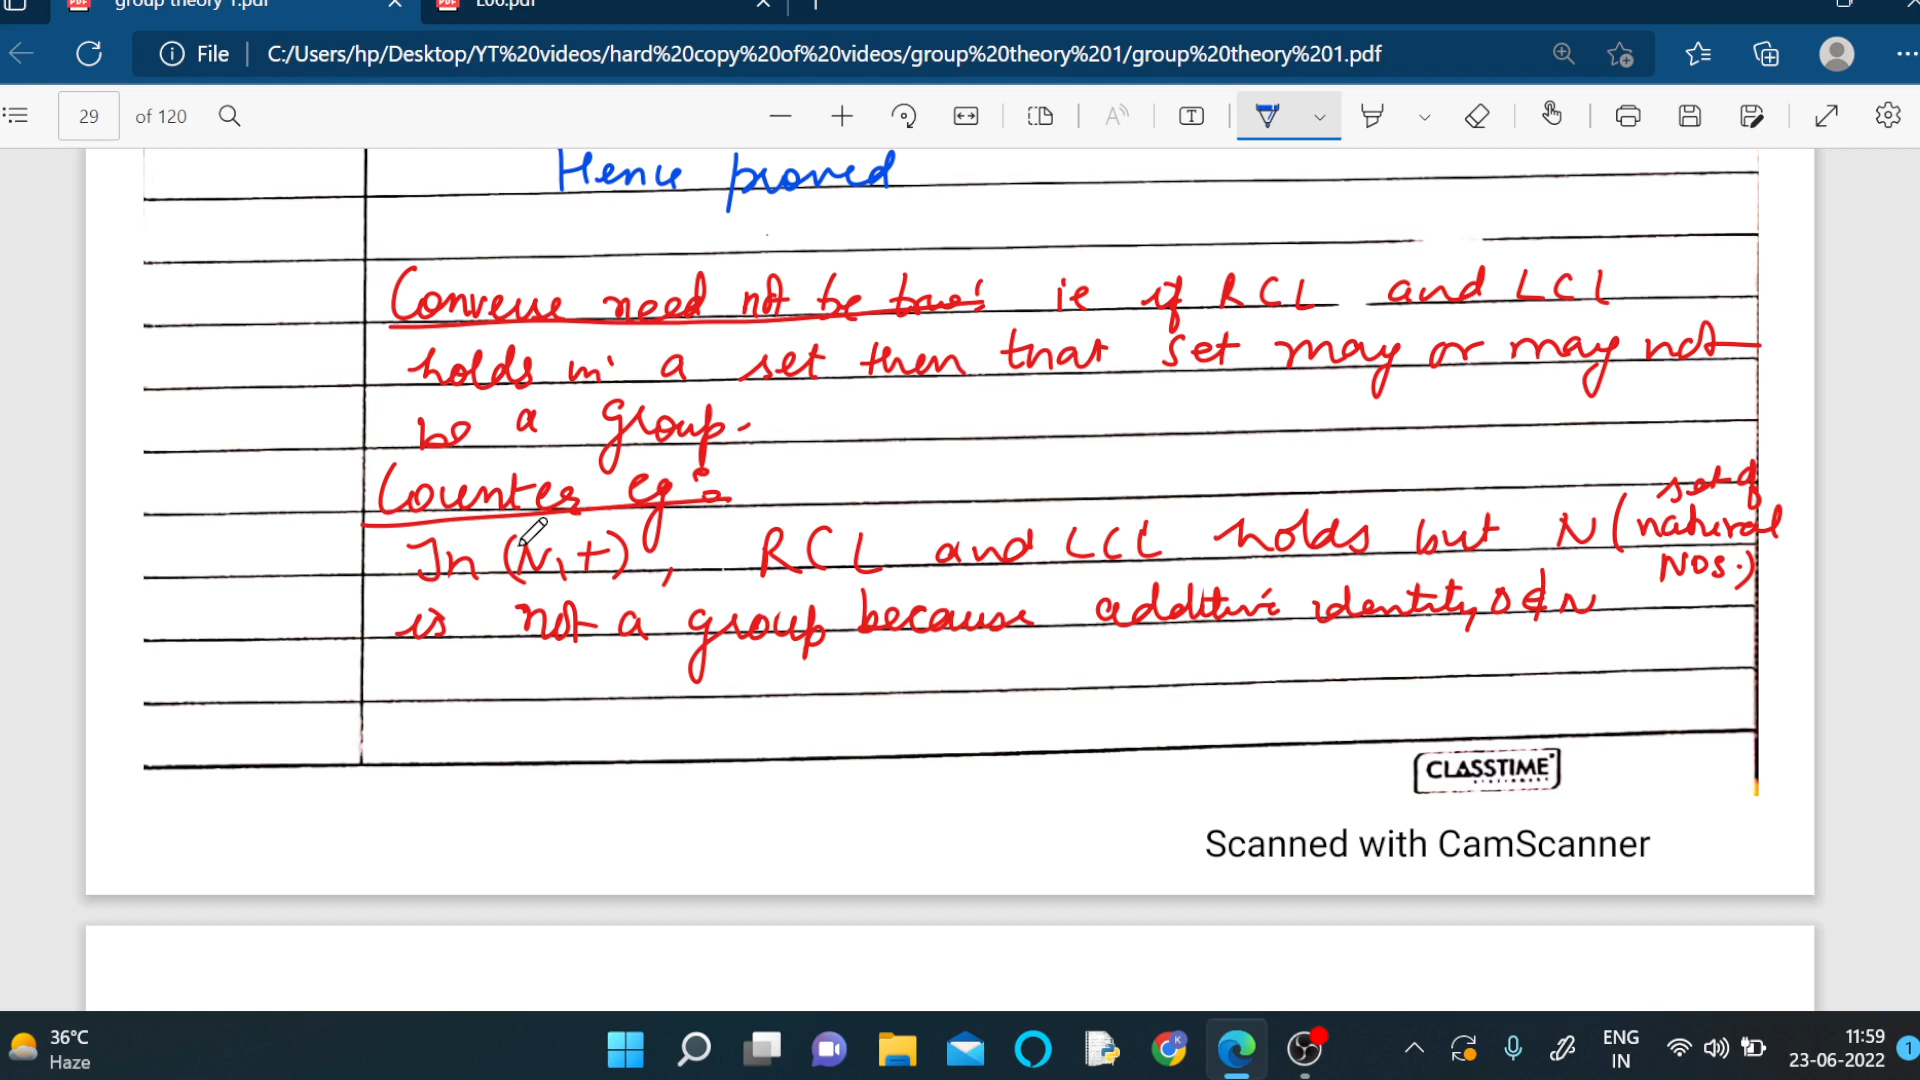 group theory 1.pdf
L06.pdf
File
C:/Users/hp/Desktop/YT%20videos/hard%20copy%20of%20videos/group%20theory%201/group%20theory%201.pdf
29 of 120
Hence proved
Converse need not be true: ie if RCL and LCL
holds in a set then that set may or may not
be a group.
Counter eg:-
In (N, +), RCL and LCL holds but N (set of natural NOS.)
is not a group because additive identity, 0 ∉ N
CLASSTIME
Scanned with CamScanner
36°C
Haze
ENG
IN
11:59
23-06-2022
1